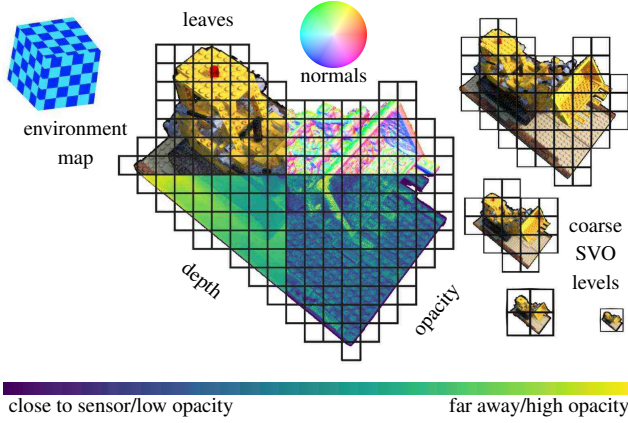 leaves
normals
environment
map
coarse
SVO
levels
depth
opacity
close to sensor/low opacity
far away/high opacity